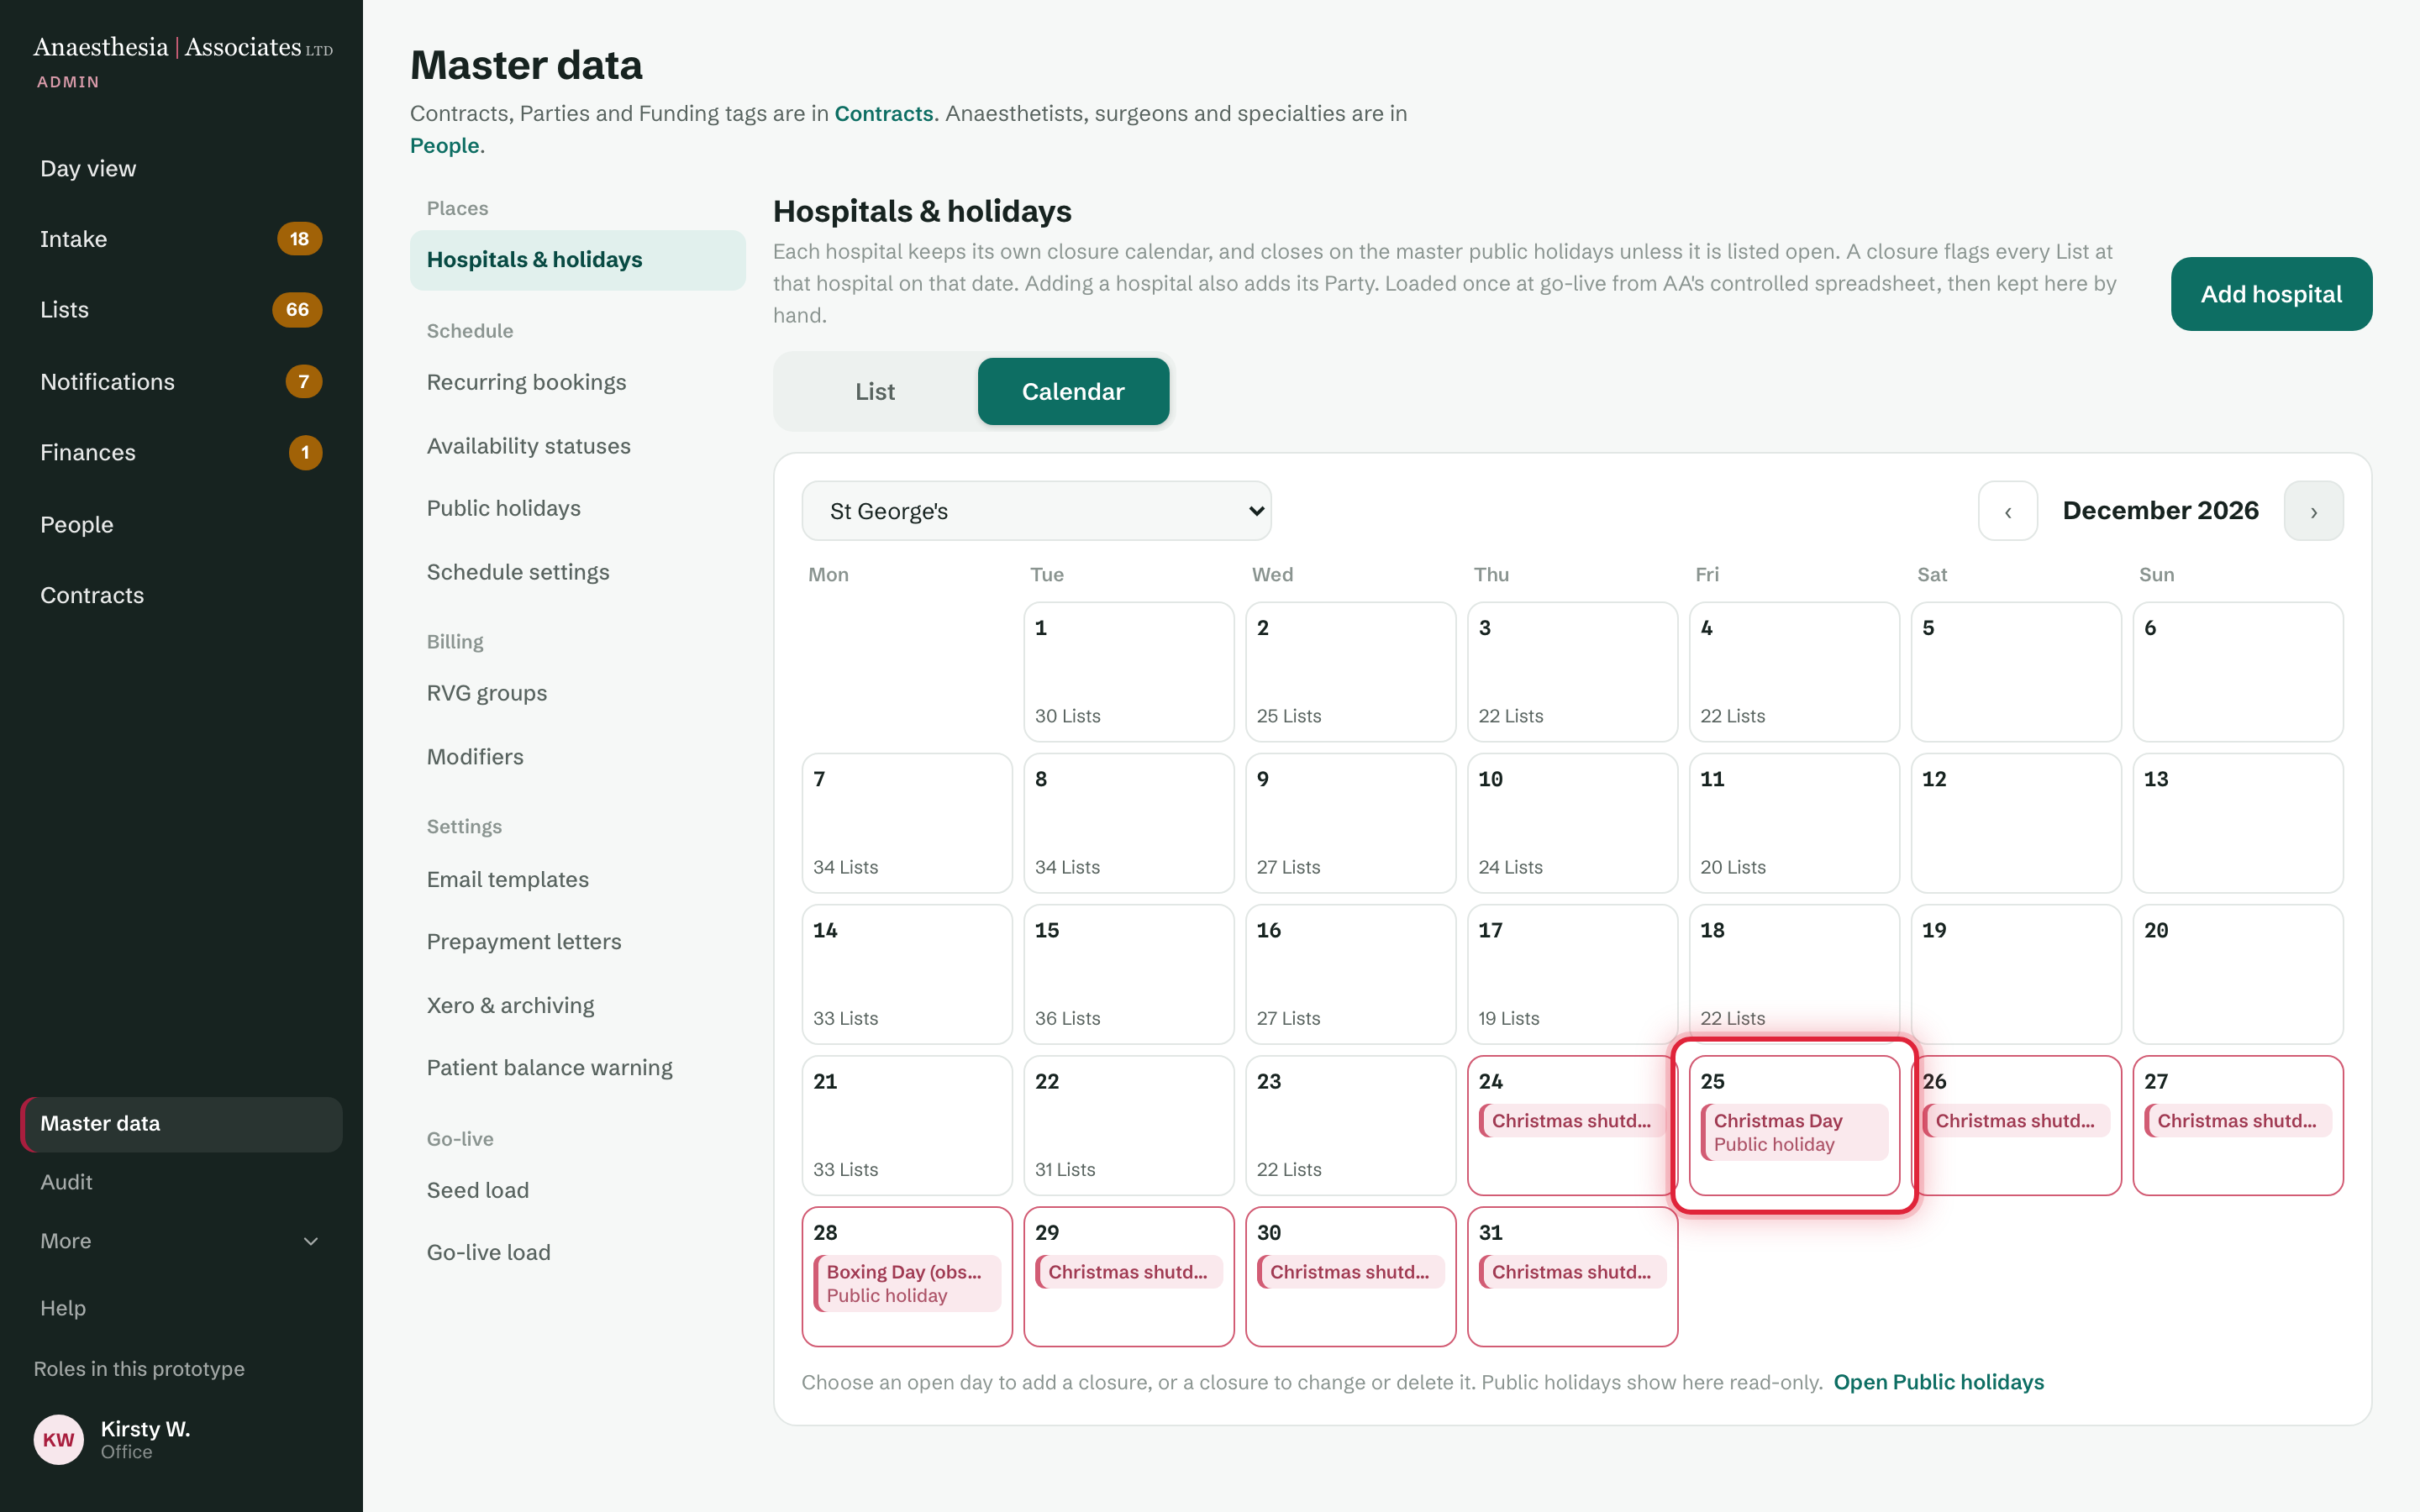 Anaesthesia | Associates LTD
ADMIN
Day view
Intake 18
Lists 66
Notifications 7
Finances 1
People
Contracts
Master data
Audit
More
Help
Roles in this prototype
KW
Kirsty W.
Office
Master data
Contracts, Parties and Funding tags are in Contracts. Anaesthetists, surgeons and specialties are in
People.
Places
Hospitals & holidays
Schedule
Recurring bookings
Availability statuses
Public holidays
Schedule settings
Billing
RVG groups
Modifiers
Settings
Email templates
Prepayment letters
Xero & archiving
Patient balance warning
Go-live
Seed load
Go-live load
Hospitals & holidays
Each hospital keeps its own closure calendar, and closes on the master public holidays unless it is listed open. A closure flags every List at
that hospital on that date. Adding a hospital also adds its Party. Loaded once at go-live from AA's controlled spreadsheet, then kept here by
hand.
Add hospital
List Calendar
St George's
‹ December 2026 ›
Mon Tue Wed Thu Fri Sat Sun
1 2 3 4 5 6
30 Lists 25 Lists 22 Lists 22 Lists
7 8 9 10 11 12 13
34 Lists 34 Lists 27 Lists 24 Lists 20 Lists
14 15 16 17 18 19 20
33 Lists 36 Lists 27 Lists 19 Lists 22 Lists
21 22 23 24 25 26 27
Christmas shutd... Christmas Day Christmas shutd... Christmas shutd...
Public holiday
33 Lists 31 Lists 22 Lists
28 29 30 31
Boxing Day (obs... Christmas shutd... Christmas shutd... Christmas shutd...
Public holiday
Choose an open day to add a closure, or a closure to change or delete it. Public holidays show here read-only. Open Public holidays